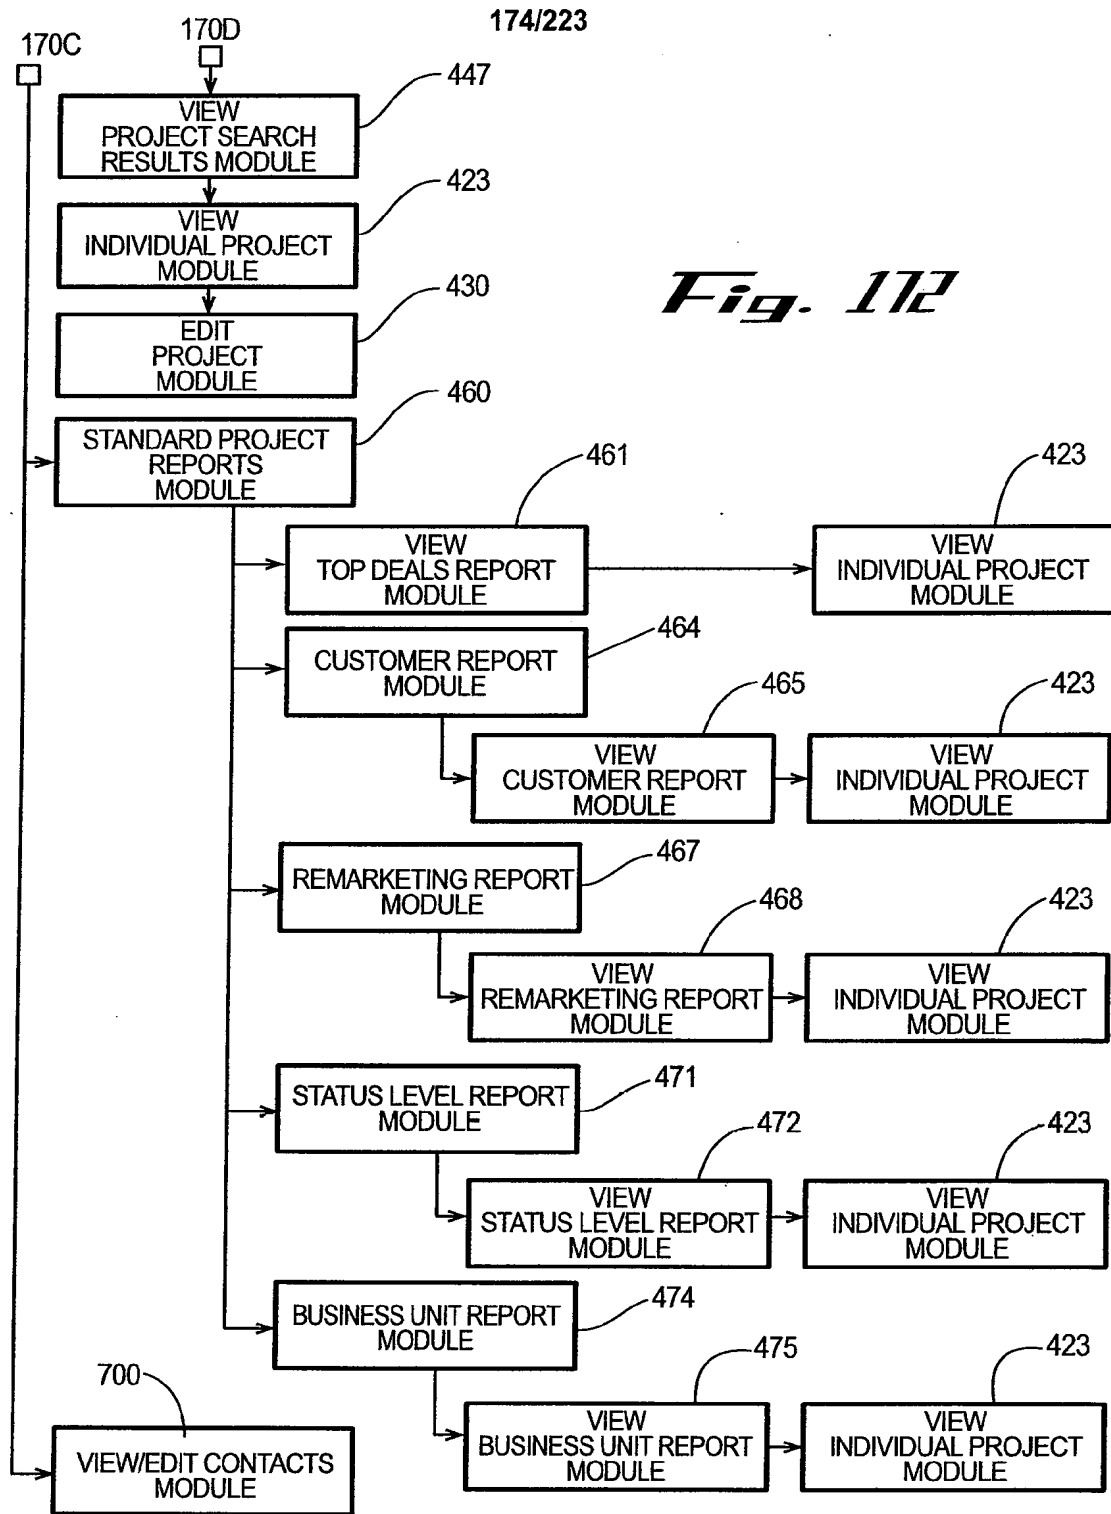 174/223
170C
170D
447
VIEW
PROJECT SEARCH
RESULTS MODULE
423
VIEW
INDIVIDUAL PROJECT
MODULE
Fig. 172
430
EDIT
PROJECT
MODULE
460
STANDARD PROJECT
REPORTS
MODULE
461
VIEW
TOP DEALS REPORT
MODULE
423
VIEW
INDIVIDUAL PROJECT
MODULE
464
CUSTOMER REPORT
MODULE
465
VIEW
CUSTOMER REPORT
MODULE
423
VIEW
INDIVIDUAL PROJECT
MODULE
467
REMARKETING REPORT
MODULE
468
VIEW
REMARKETING REPORT
MODULE
423
VIEW
INDIVIDUAL PROJECT
MODULE
471
STATUS LEVEL REPORT
MODULE
472
VIEW
STATUS LEVEL REPORT
MODULE
423
VIEW
INDIVIDUAL PROJECT
MODULE
474
BUSINESS UNIT REPORT
MODULE
475
VIEW
BUSINESS UNIT REPORT
MODULE
423
VIEW
INDIVIDUAL PROJECT
MODULE
700
VIEW/EDIT CONTACTS
MODULE